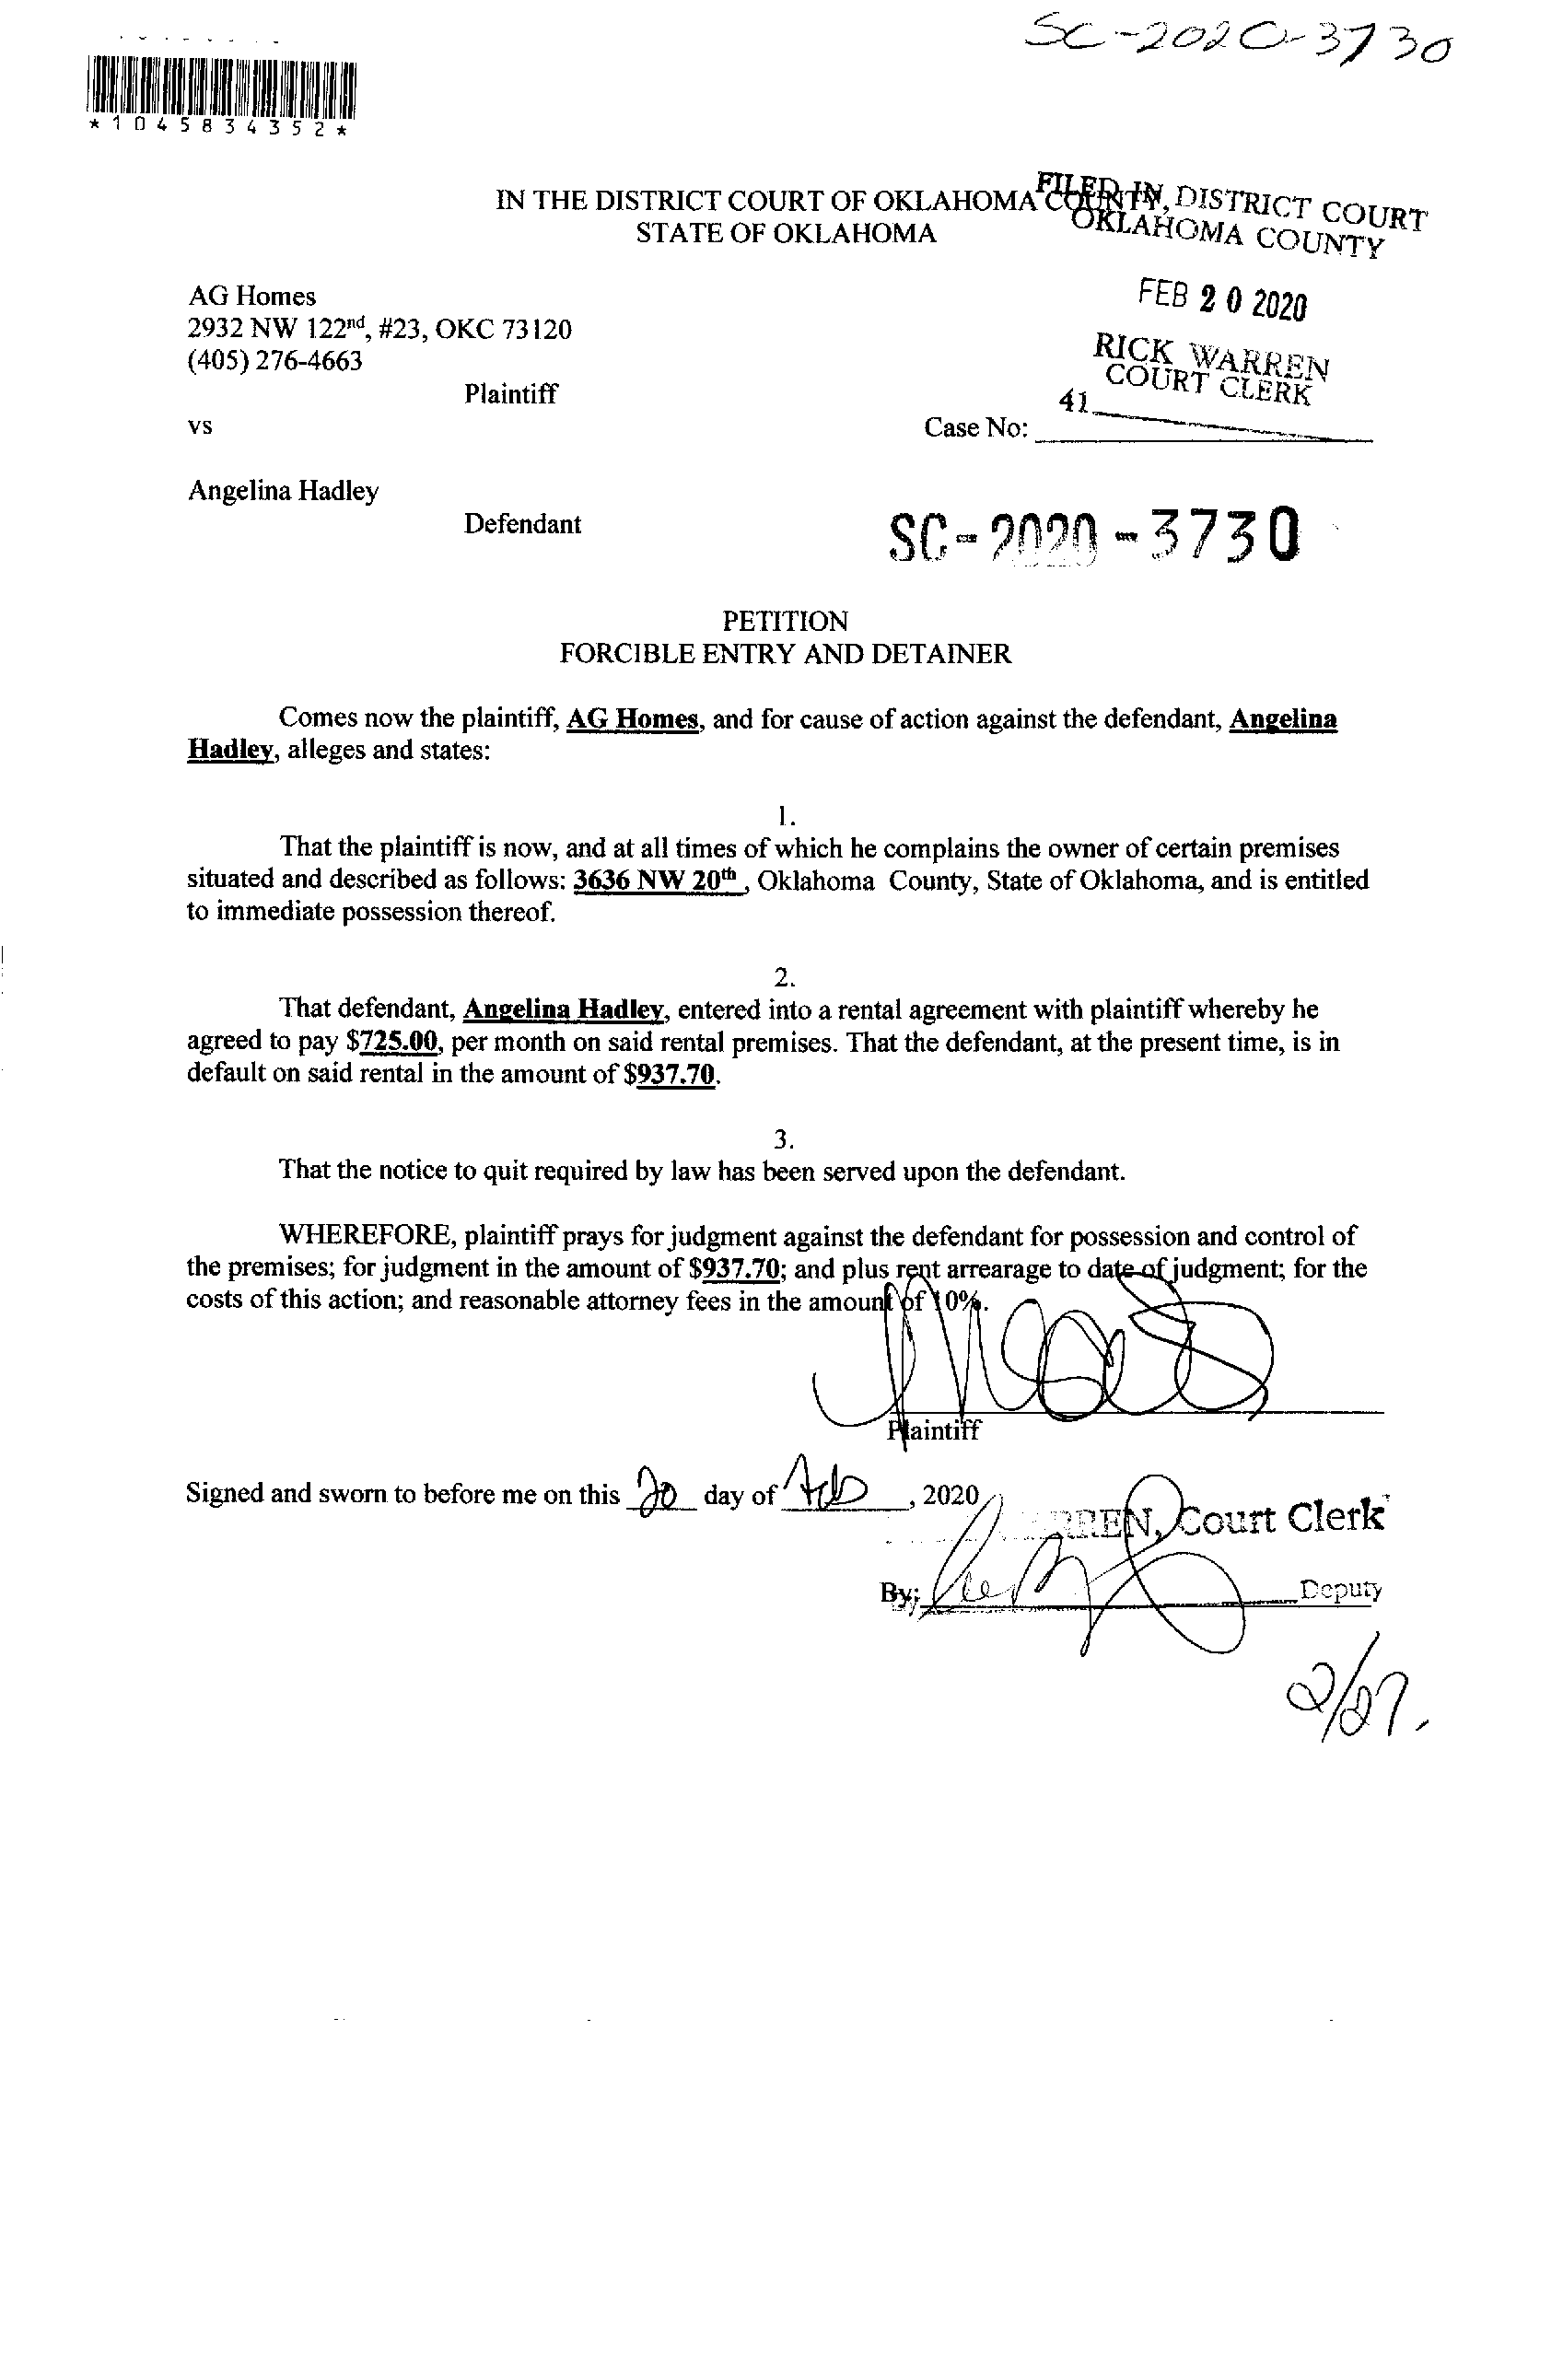 SC-2020-3730
*1045834352*
IN THE DISTRICT COURT OF OKLAHOMA COUNTY,
STATE OF OKLAHOMA
FILED IN DISTRICT COURT
OKLAHOMA COUNTY
FEB 20 2020
RICK WARREN
COURT CLERK
41
AG Homes
2932 NW 122nd, #23, OKC 73120
(405) 276-4663
Plaintiff
vs
Case No:
Angelina Hadley
Defendant
SC-2020-3730
PETITION
FORCIBLE ENTRY AND DETAINER
Comes now the plaintiff, AG Homes, and for cause of action against the defendant, Angelina
Hadley, alleges and states:
1.
That the plaintiff is now, and at all times of which he complains the owner of certain premises
situated and described as follows: 3636 NW 20th , Oklahoma County, State of Oklahoma, and is entitled
to immediate possession thereof.
2.
That defendant, Angelina Hadley, entered into a rental agreement with plaintiff whereby he
agreed to pay $725.00, per month on said rental premises. That the defendant, at the present time, is in
default on said rental in the amount of $937.70.
3.
That the notice to quit required by law has been served upon the defendant.
WHEREFORE, plaintiff prays for judgment against the defendant for possession and control of
the premises; for judgment in the amount of $937.70; and plus rent arrearage to date of judgment; for the
costs of this action; and reasonable attorney fees in the amount of 10%.
Plaintiff
Signed and sworn to before me on this 20 day of Feb, 2020
RREN, Court Clerk
By: Deputy
2/27.